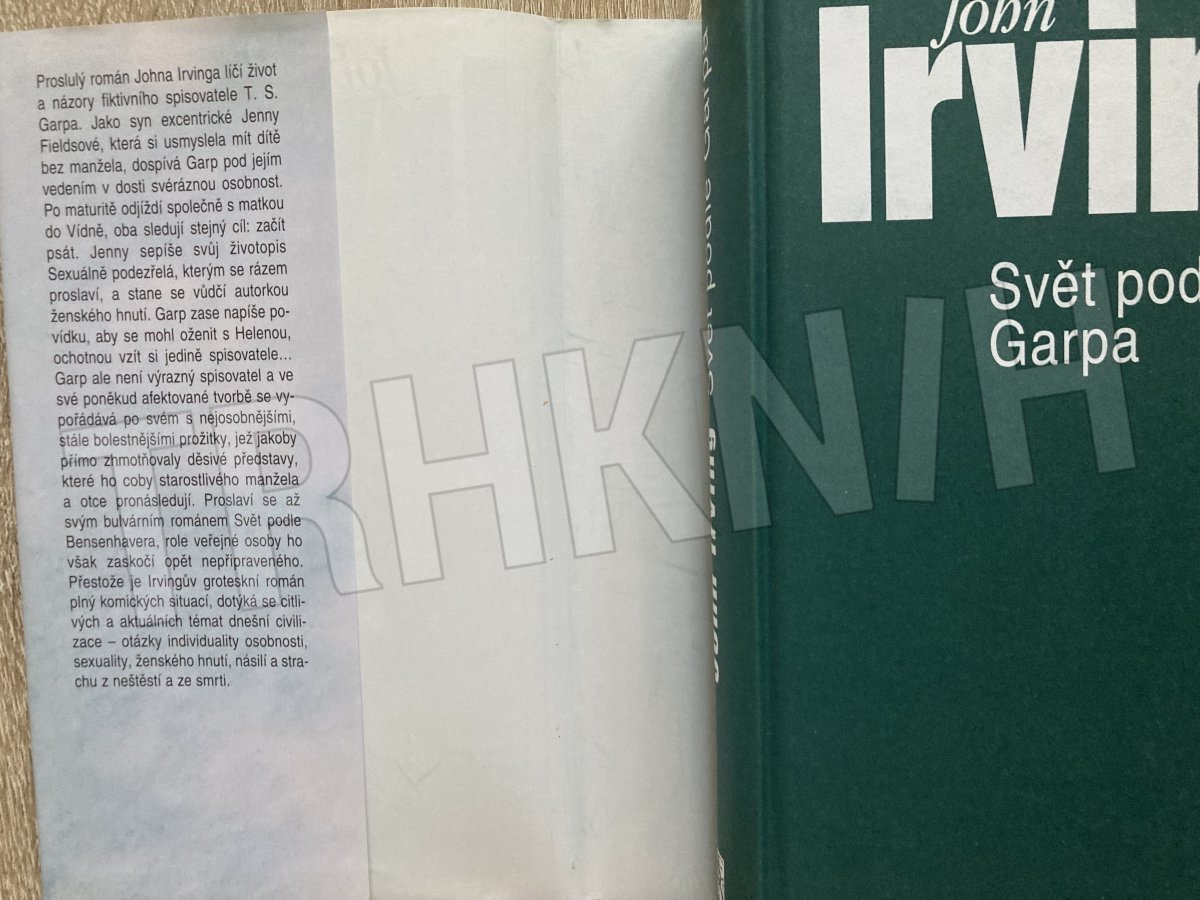 Proslulý román Johna Irvinga líčí život
a názory fiktivního spisovatele T. S.
Garpa. Jako syn excentrické Jenny
Fieldsové, která si usmyslela mít dítě
bez manžela, dospívá Garp pod jejím
vedením v dosti svéráznou osobnost.
Po maturitě odjíždí společně s matkou
do Vídně, oba sledují stejný cíl: začít
psát. Jenny sepíše svůj životopis
Sexuálně podezřelá, kterým se rázem
proslaví, a stane se vůdčí autorkou
ženského hnutí. Garp zase napíše po-
vídku, aby se mohl oženit s Helenou,
ochotnou vzít si jedině spisovatele...
Garp ale není výrazný spisovatel a ve
své poněkud afektované tvorbě se vy-
pořádává po svém s nejosobnějšími,
stále bolestnějšími prožitky, jež jakoby
přímo zhmotňovaly děsivé představy,
které ho coby starostlivého manžela
a otce pronásledují. Proslaví se až
svým bulvárním románem Svět podle
Bensenhavera, role veřejné osoby ho
však zaskočí opět nepřipraveného.
Přestože je Irvingův groteskní román
plný komických situací, dotýká se citli-
vých a aktuálních témat dnešní civili-
zace – otázky individuality osobnosti,
sexuality, ženského hnutí, násilí a stra-
chu z neštěstí a ze smrti.
John Irving Svět podle Garpa
John
Irvin
Svět pod
Garpa
TRHKNIH